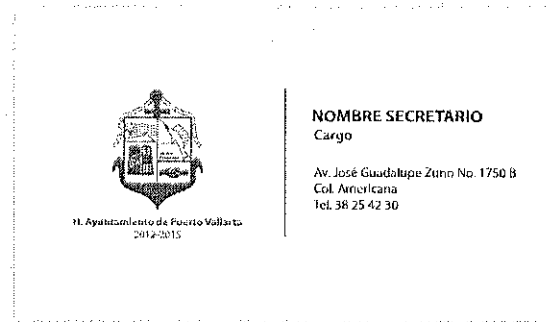 H. Ayuntamiento de Puerto Vallarta
2012-2015
NOMBRE SECRETARIO
Cargo
Av. José Guadalupe Zuno No. 1750 B
Col. Americana
Tel. 38 25 42 30